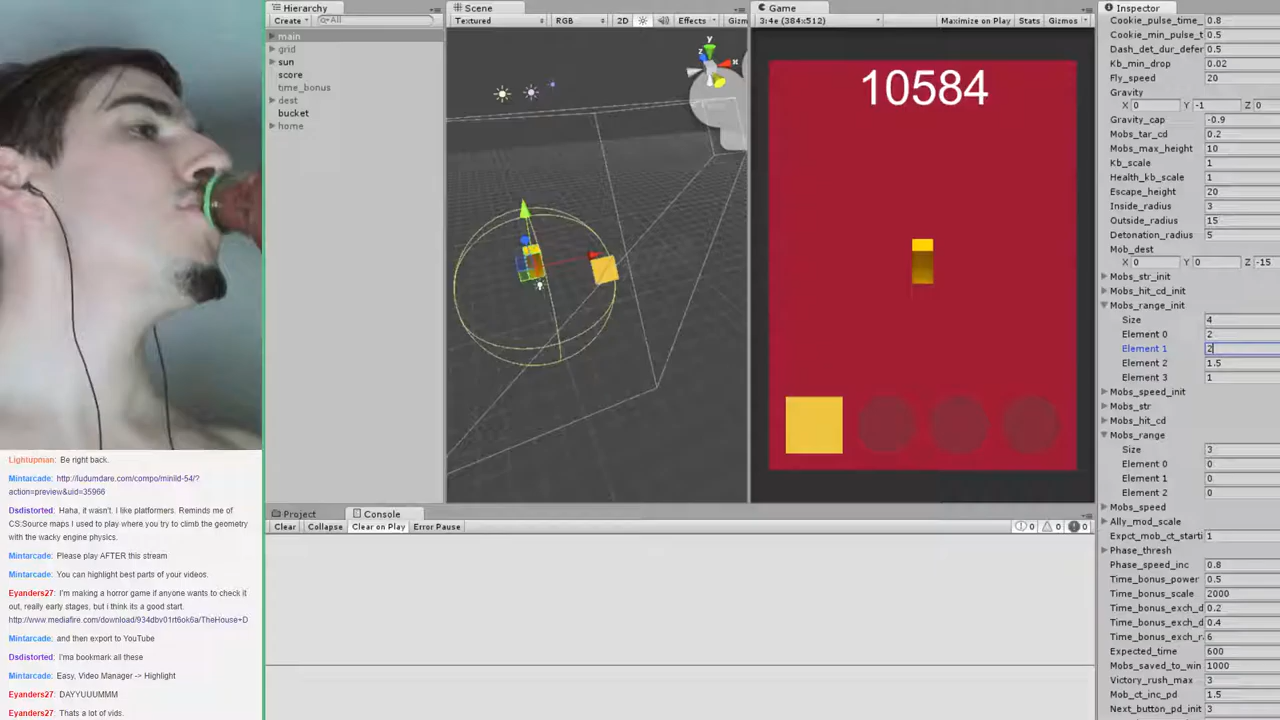 Hierarchy
Create
All
main
grid
sun
score
time_bonus
dest
bucket
home
Scene
Textured
RGB
2D
Effects
Gizm
y
x
z
Game
3:4e (384x512)
Maximize on Play
Stats
Gizmos
10584
Project
Console
Clear
Collapse
Clear on Play
Error Pause
0
0
0
Inspector
Cookie_pulse_time_ 0.8
Cookie_min_pulse_t 0.5
Dash_det_dur_defer 0.5
Kb_min_drop 0.02
Fly_speed 20
Gravity
X 0 Y -1 Z 0
Gravity_cap -0.9
Mobs_tar_cd 0.2
Mobs_max_height 10
Kb_scale 1
Health_kb_scale 1
Escape_height 20
Inside_radius 3
Outside_radius 15
Detonation_radius 5
Mob_dest
X 0 Y 0 Z -15
Mobs_str_init
Mobs_hit_cd_init
Mobs_range_init
Size 4
Element 0 2
Element 1 2
Element 2 1.5
Element 3 1
Mobs_speed_init
Mobs_str
Mobs_hit_cd
Mobs_range
Size 3
Element 0 0
Element 1 0
Element 2 0
Mobs_speed
Ally_mod_scale
Expct_mob_ct_starti 1
Phase_thresh
Phase_speed_inc 0.8
Time_bonus_power 0.5
Time_bonus_scale 2000
Time_bonus_exch_d 0.2
Time_bonus_exch_d 0.4
Time_bonus_exch_r 6
Expected_time 600
Mobs_saved_to_win 1000
Victory_rush_max 3
Mob_ct_inc_pd 1.5
Next_button_pd_init 3
Lightupman: Be right back.
Mintarcade: http://ludumdare.com/compo/minild-54/?
action=preview&uid=35966
Dsdistorted: Haha, it wasn't. I like platformers. Reminds me of
CS:Source maps I used to play where you try to climb the geometry
with the wacky engine physics.
Mintarcade: Please play AFTER this stream
Mintarcade: You can highlight best parts of your videos.
Eyanders27: I'm making a horror game if anyone wants to check it
out, really early stages, but i think its a good start.
http://www.mediafire.com/download/934dbv01rt6ok6a/TheHouse+D
Mintarcade: and then export to YouTube
Dsdistorted: I'ma bookmark all these
Mintarcade: Easy, Video Manager -> Highlight
Eyanders27: DAYYUUUMMM
Eyanders27: Thats a lot of vids.